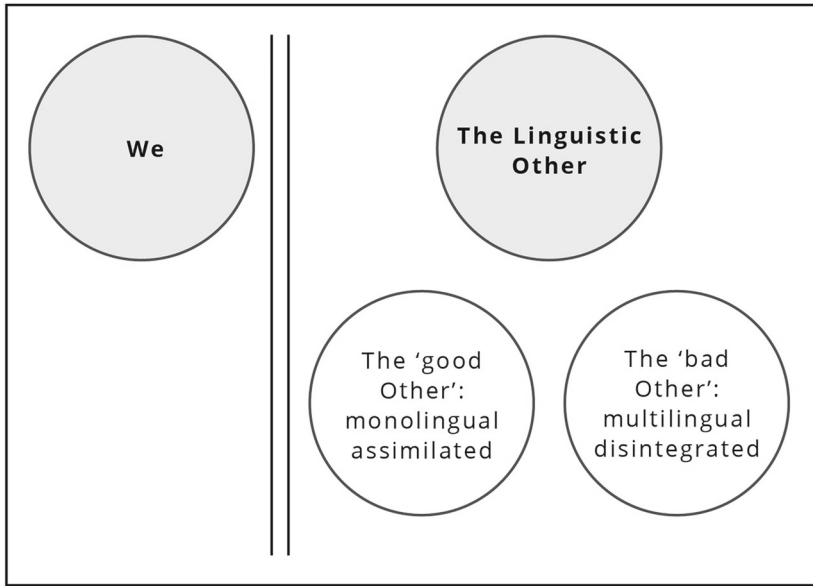 We
The Linguistic
Other
The ‘good
Other’:
monolingual
assimilated
The ‘bad
Other’:
multilingual
disintegrated